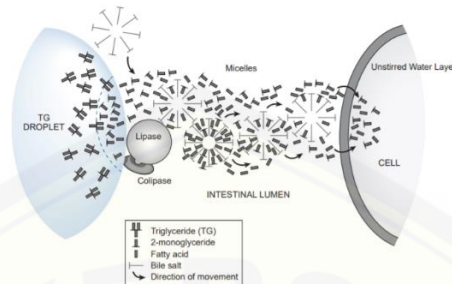 Micelles
Unstirred Water Laye
TG
DROPLET
Lipase
Colipase
CELL
INTESTINAL LUMEN
Triglyceride (TG)
2-monoglyceride
Fatty acid
Bile salt
Direction of movement